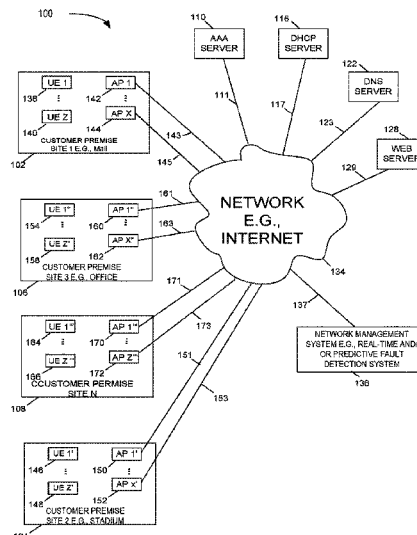 100
110
AAA
SERVER
111
116
DHCP
SERVER
117
122
DNS
SERVER
123
128
WEB
SERVER
129
UE 1
138
UE Z
140
AP 1
142
AP X
144
CUSTOMER PREMISE
SITE 1 E.G., Mall
102
143
145
NETWORK
E.G.,
INTERNET
134
UE 1"
154
UE Z"
158
AP 1"
160
AP X"
162
CUSTOMER PREMISE
SITE 3 E.G., OFFICE
106
161
163
137
NETWORK MANAGEMENT
SYSTEM E.G., REAL-TIME AND/
OR PREDICTIVE FAULT
DETECTION SYSTEM
136
UE 1'"
164
UE Z'"
166
AP 1'"
170
AP Z'"
172
CCUSTOMER PERMISE
SITE N
108
171
173
151
153
UE 1'
146
UE Z'
148
AP 1'
150
AP X'
152
CUSTOMER PREMISE
SITE 2 E.G., STADIUM